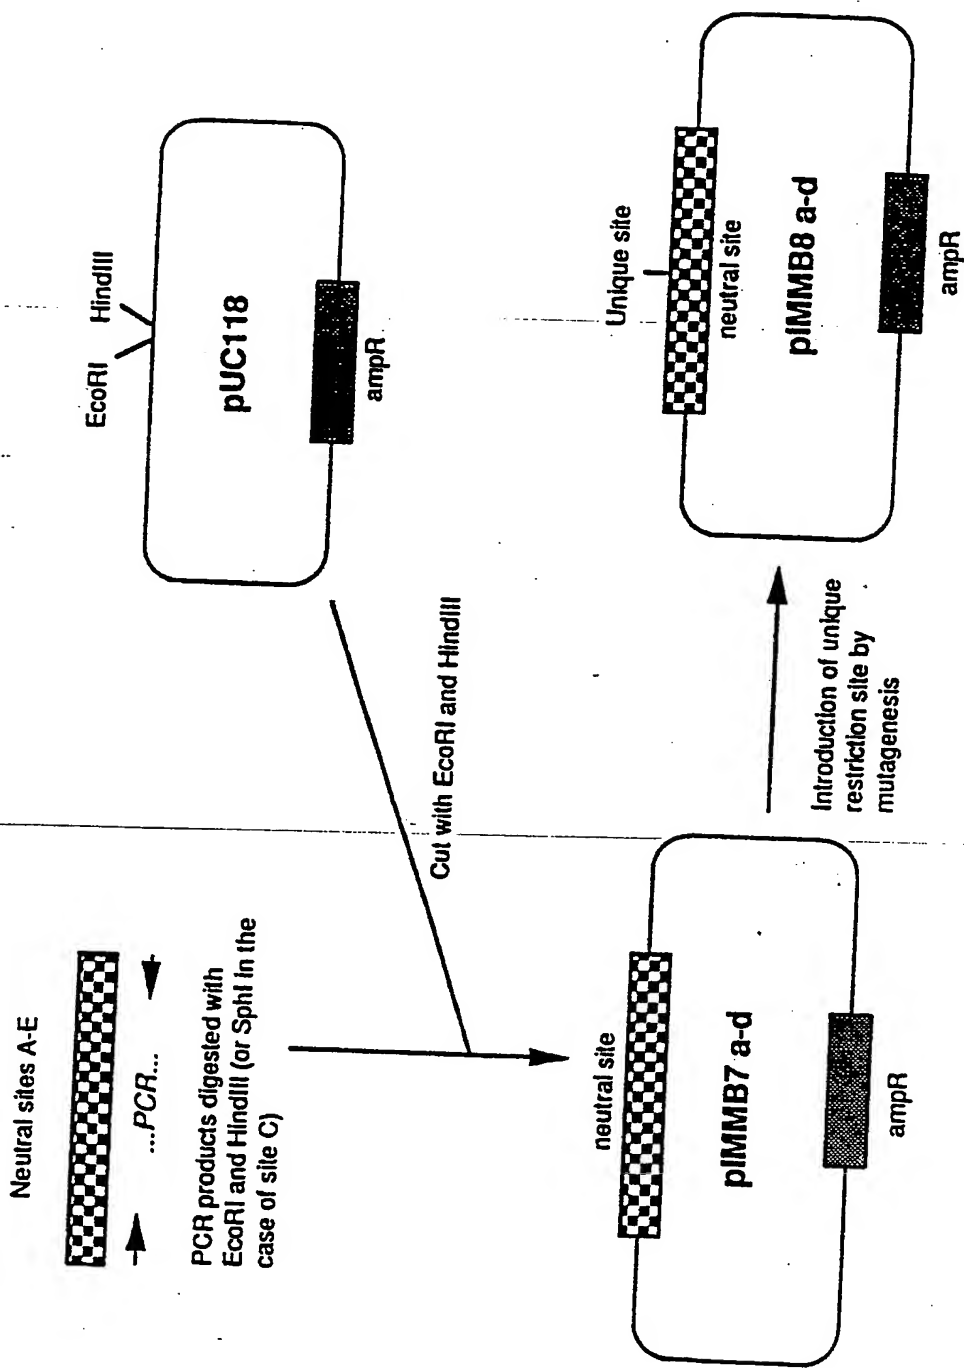 Neutral sites A-E
...PCR...
PCR products digested with
EcoRI and HindIII (or SphI in the
case of site C)
EcoRI
HindIII
pUC118
ampR
Cut with EcoRI and HindIII
neutral site
pIMMB7 a-d
ampR
Introduction of unique
restriction site by
mutagenesis
Unique site
neutral site
pIMMB8 a-d
ampR